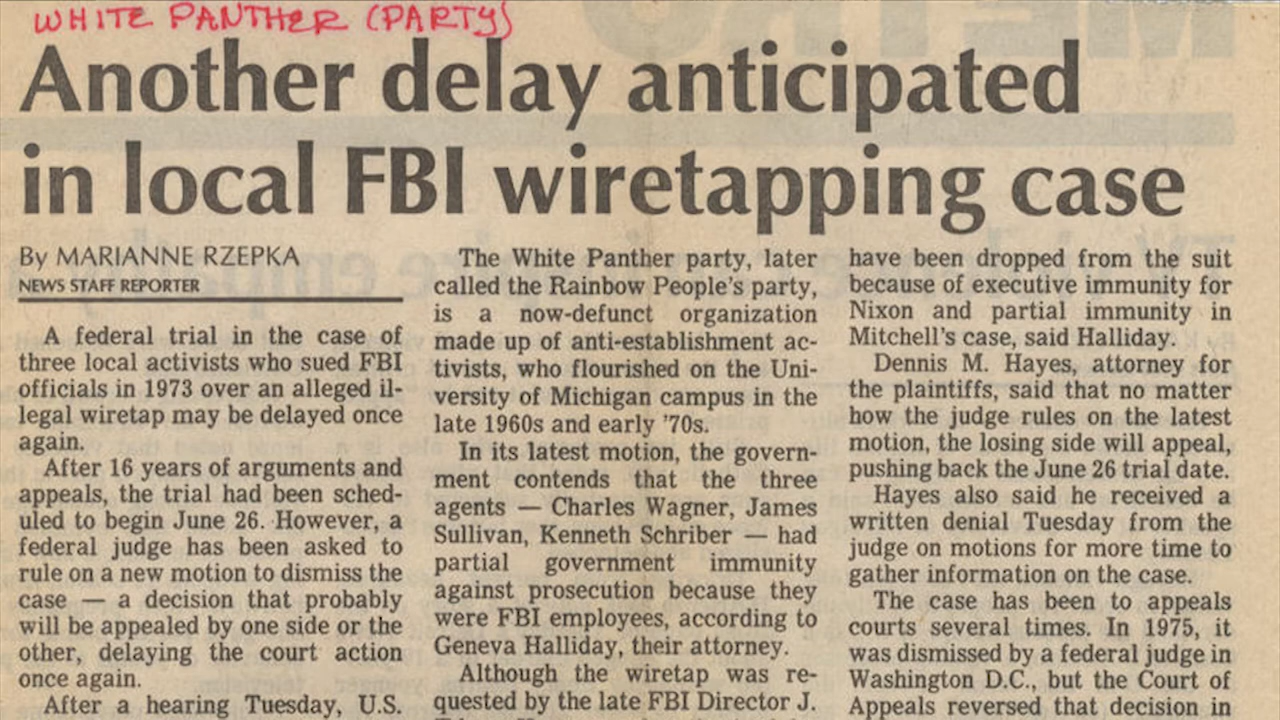 WHITE PANTHER (PARTY)
Another delay anticipated
in local FBI wiretapping case
By MARIANNE RZEPKA
NEWS STAFF REPORTER
A federal trial in the case of
three local activists who sued FBI
officials in 1973 over an alleged il-
legal wiretap may be delayed once
again.
After 16 years of arguments and
appeals, the trial had been sched-
uled to begin June 26. However, a
federal judge has been asked to
rule on a new motion to dismiss the
case — a decision that probably
will be appealed by one side or the
other, delaying the court action
once again.
After a hearing Tuesday, U.S.
The White Panther party, later
called the Rainbow People's party,
is a now-defunct organization
made up of anti-establishment ac-
tivists, who flourished on the Uni-
versity of Michigan campus in the
late 1960s and early '70s.
In its latest motion, the govern-
ment contends that the three
agents — Charles Wagner, James
Sullivan, Kenneth Schriber — had
partial government immunity
against prosecution because they
were FBI employees, according to
Geneva Halliday, their attorney.
Although the wiretap was re-
quested by the late FBI Director J.
have been dropped from the suit
because of executive immunity for
Nixon and partial immunity in
Mitchell's case, said Halliday.
Dennis M. Hayes, attorney for
the plaintiffs, said that no matter
how the judge rules on the latest
motion, the losing side will appeal,
pushing back the June 26 trial date.
Hayes also said he received a
written denial Tuesday from the
judge on motions for more time to
gather information on the case.
The case has been to appeals
courts several times. In 1975, it
was dismissed by a federal judge in
Washington D.C., but the Court of
Appeals reversed that decision in